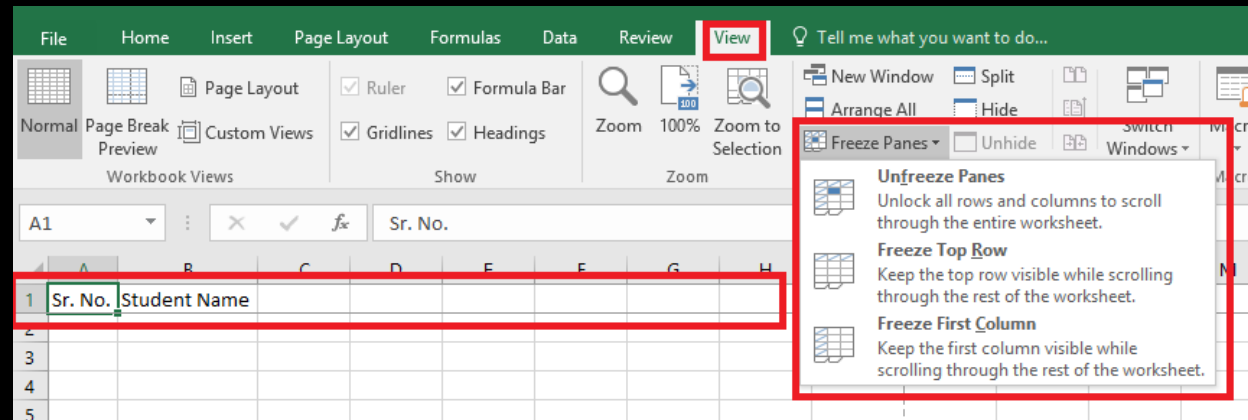 File Home Insert Page Layout Formulas Data Review View Tell me what you want to do...
Page Layout Ruler Formula Bar New Window Split
Arrange All Hide
Normal Page Break Preview Custom Views Gridlines Headings Zoom 100% Zoom to Selection Freeze Panes Unhide Switch Windows
100
Workbook Views Show Zoom
Unfreeze Panes
Unlock all rows and columns to scroll
through the entire worksheet.
Freeze Top Row
Keep the top row visible while scrolling
through the rest of the worksheet.
Freeze First Column
Keep the first column visible while
scrolling through the rest of the worksheet.
A1 fx Sr. No.
A B C D E F G H M
1 Sr. No. Student Name
2
3
4
5